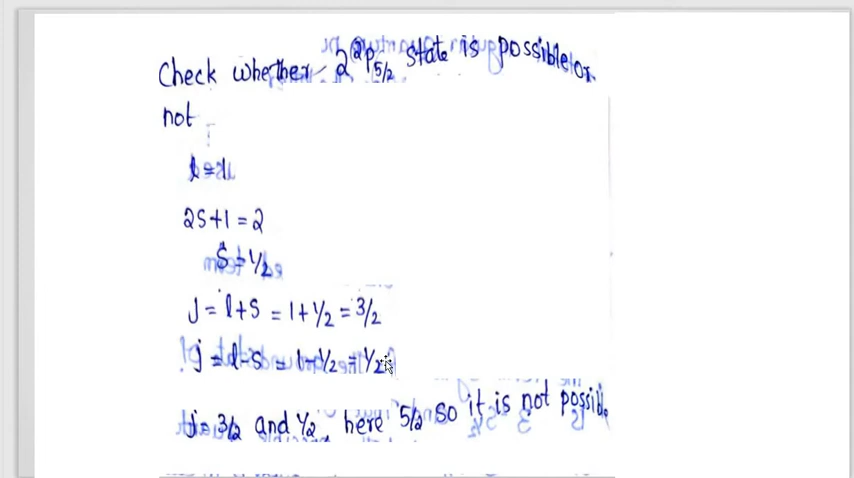 Check whether 2²P₅/₂ state is possible or
not
l = 1
2S+1 = 2
S = 1/2
J = l+S = 1 + 1/2 = 3/2
j = l-S = 1 - 1/2 = 1/2
j = 3/2 and 1/2, here 5/2 so it is not possible